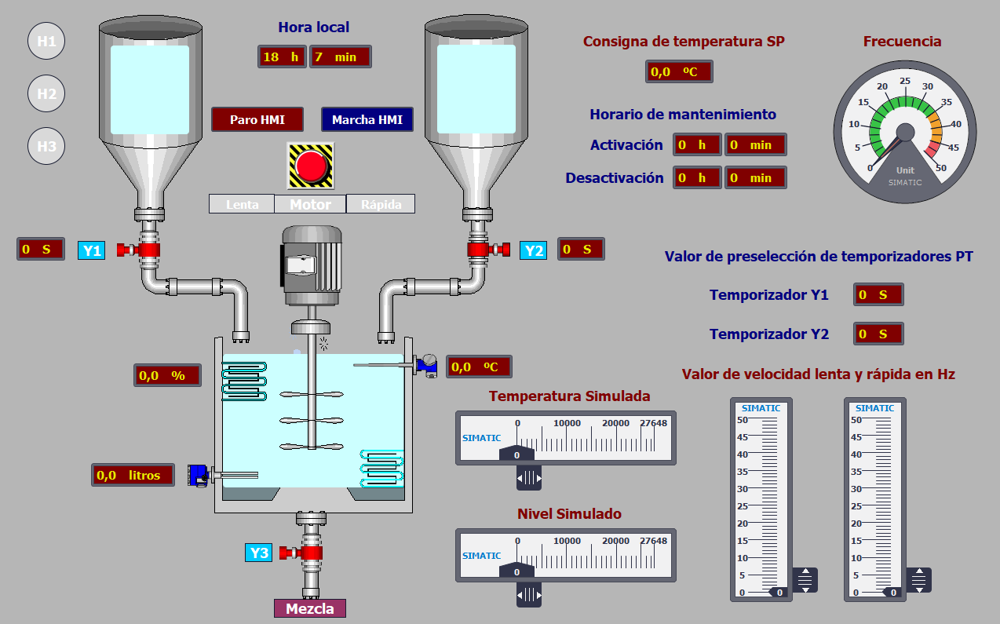 H1
H2
H3
Hora local
18 h 7 min
Paro HMI
Marcha HMI
Lenta Motor Rápida
Consigna de temperatura SP
0,0 ºC
Horario de mantenimiento
Activación 0 h 0 min
Desactivación 0 h 0 min
Frecuencia
0
5
10
15
20
25
30
35
40
45
50
Unit
SIMATIC
0 S Y1
Y2 0 S
Valor de preselección de temporizadores PT
Temporizador Y1 0 S
Temporizador Y2 0 S
0,0 %
0,0 ºC
0,0 litros
Y3
Mezcla
Temperatura Simulada
0 10000 20000 27648
SIMATIC
0
Nivel Simulado
0 10000 20000 27648
SIMATIC
0
Valor de velocidad lenta y rápida en Hz
SIMATIC
50
45
40
35
30
25
20
15
10
5
0 0
SIMATIC
50
45
40
35
30
25
20
15
10
5
0 0